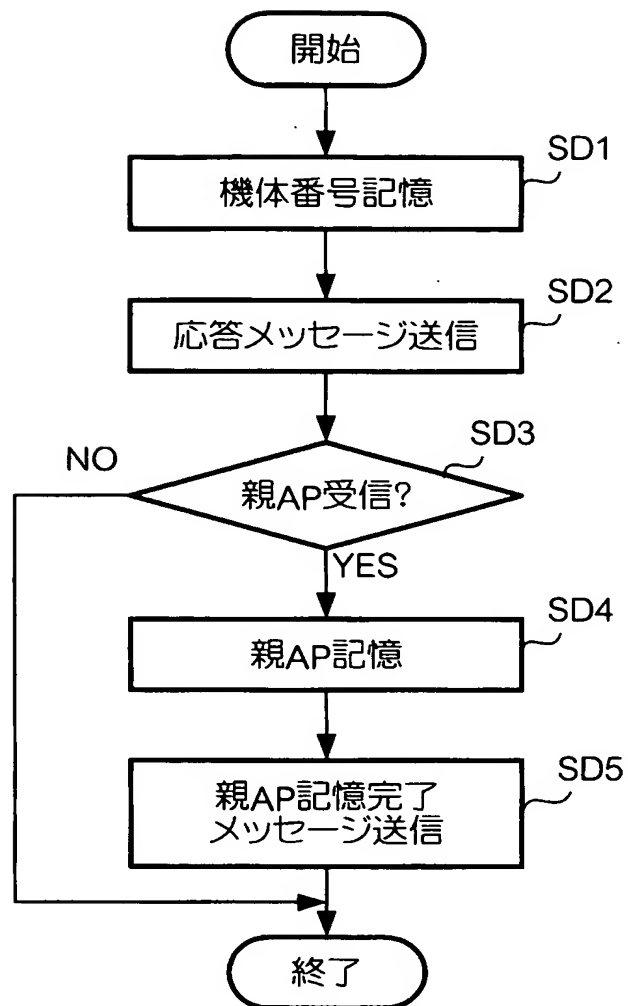 開始
SD1
機体番号記憶
SD2
応答メッセージ送信
SD3
NO
親AP受信?
YES
SD4
親AP記憶
SD5
親AP記憶完了
メッセージ送信
終了